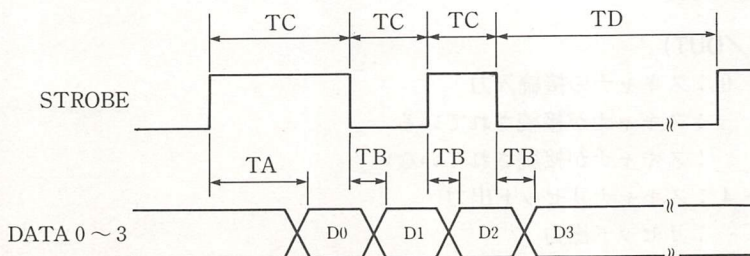 TC TC TC TD
STROBE
TA TB TB TB
DATA 0 ～ 3 D0 D1 D2 D3